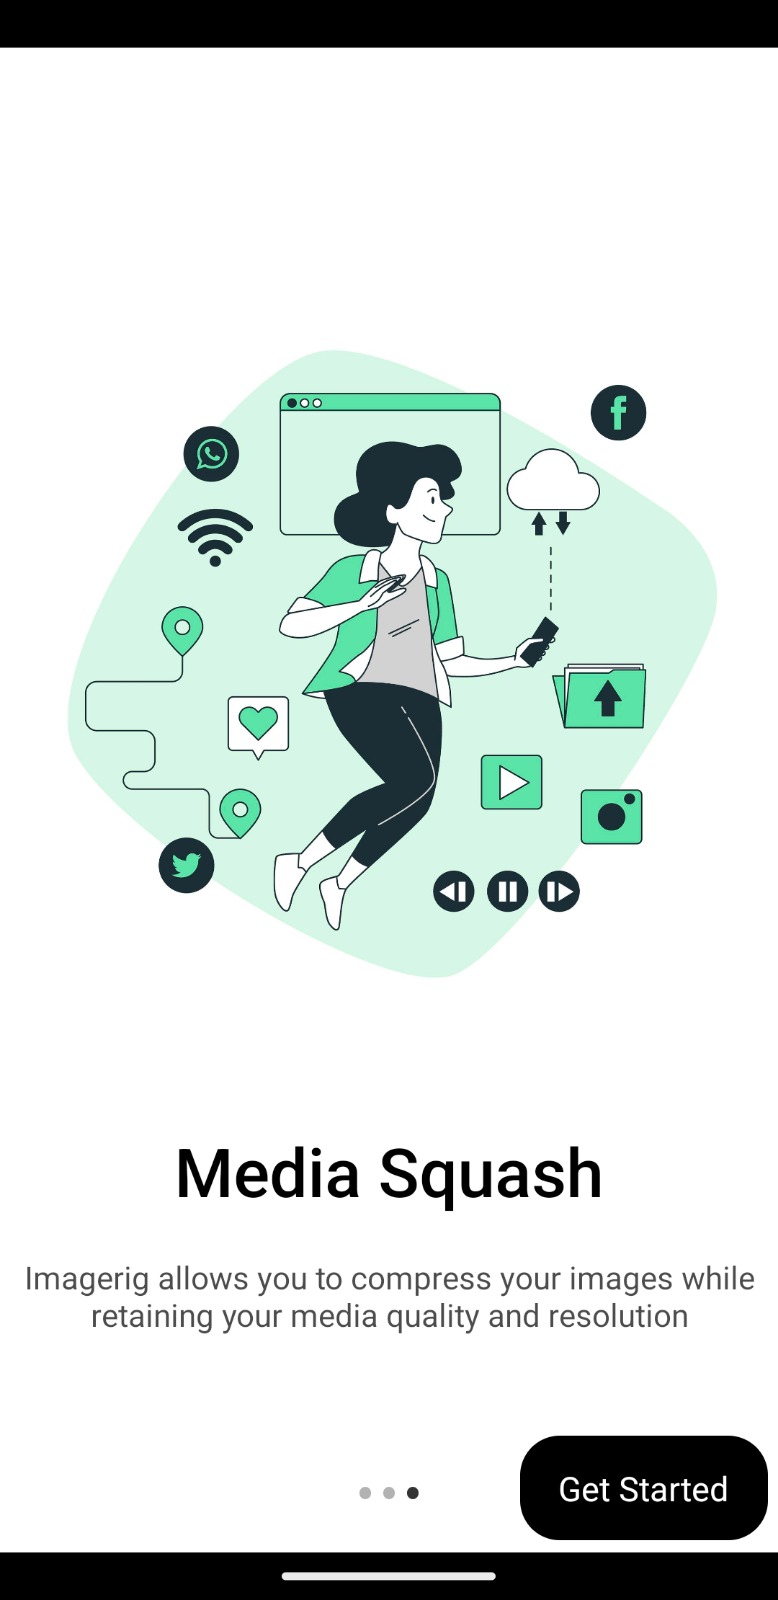 Media Squash
Imagerig allows you to compress your images while
retaining your media quality and resolution
Get Started